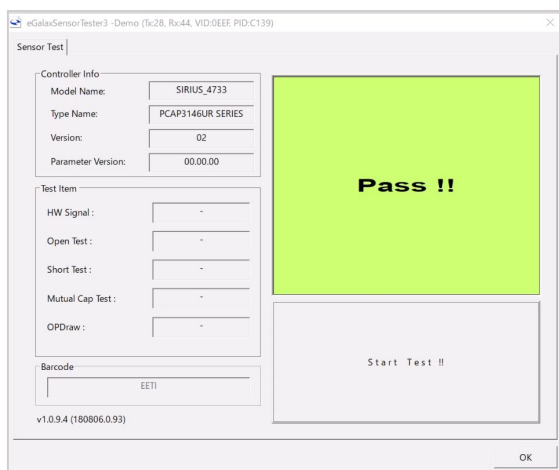 eGalaxSensorTester3 -Demo (Tx:28, Rx:44, VID:0EEF, PID:C139)
Sensor Test
Controller Info
Model Name: SIRIUS_4733
Type Name: PCAP3146UR SERIES
Version: 02
Parameter Version: 00.00.00
Test Item
HW Signal : -
Open Test : -
Short Test : -
Mutual Cap Test : -
OPDraw : -
Barcode
EETI
v1.0.9.4 (180806.0.93)
Pass !!
Start Test !!
OK